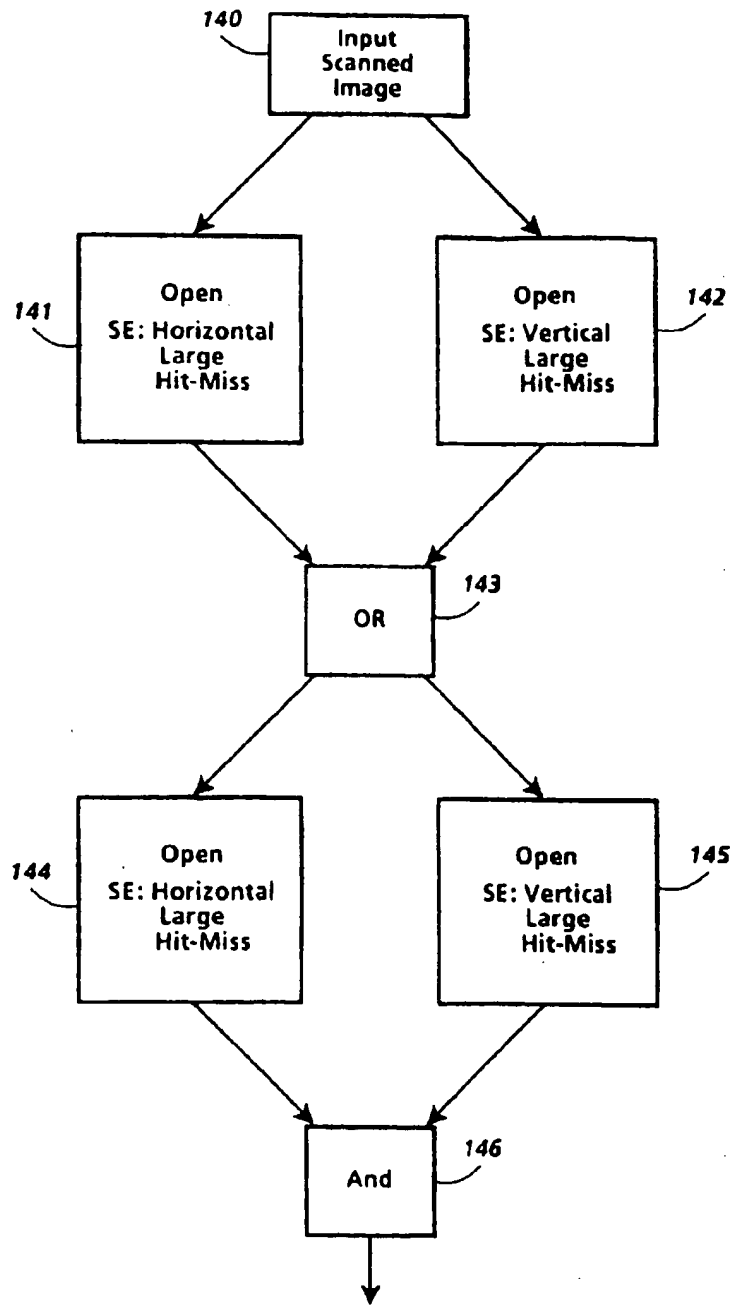 140
Input
Scanned
Image
141
Open
SE: Horizontal
Large
Hit-Miss
Open
SE: Vertical
Large
Hit-Miss
142
OR
143
144
Open
SE: Horizontal
Large
Hit-Miss
Open
SE: Vertical
Large
Hit-Miss
145
And
146